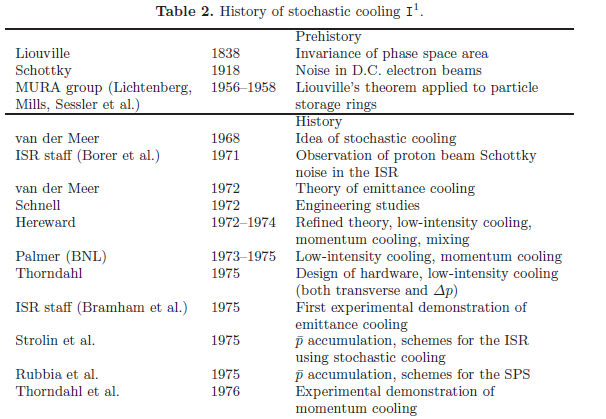 Table 2. History of stochastic cooling I¹.
Prehistory
Liouville 1838 Invariance of phase space area
Schottky 1918 Noise in D.C. electron beams
MURA group (Lichtenberg, 1956–1958 Liouville's theorem applied to particle
Mills, Sessler et al.) storage rings
History
van der Meer 1968 Idea of stochastic cooling
ISR staff (Borer et al.) 1971 Observation of proton beam Schottky
noise in the ISR
van der Meer 1972 Theory of emittance cooling
Schnell 1972 Engineering studies
Hereward 1972–1974 Refined theory, low-intensity cooling,
momentum cooling, mixing
Palmer (BNL) 1973–1975 Low-intensity cooling, momentum cooling
Thorndahl 1975 Design of hardware, low-intensity cooling
(both transverse and Δp)
ISR staff (Bramham et al.) 1975 First experimental demonstration of
emittance cooling
Strolin et al. 1975 p̄ accumulation, schemes for the ISR
using stochastic cooling
Rubbia et al. 1975 p̄ accumulation, schemes for the SPS
Thorndahl et al. 1976 Experimental demonstration of
momentum cooling